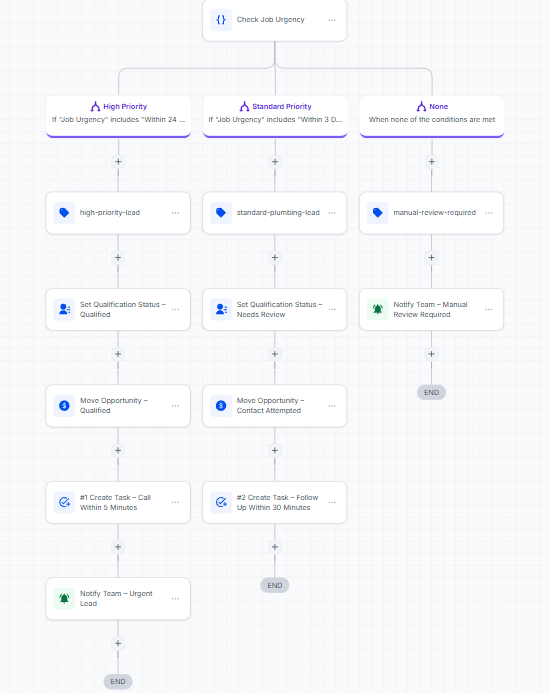 Check Job Urgency
High Priority
If "Job Urgency" includes "Within 24 ...
Standard Priority
If "Job Urgency" includes "Within 3 D...
None
When none of the conditions are met
high-priority-lead
standard-plumbing-lead
manual-review-required
Set Qualification Status –
Qualified
Set Qualification Status –
Needs Review
Notify Team – Manual
Review Required
Move Opportunity –
Qualified
Move Opportunity –
Contact Attempted
END
#1 Create Task – Call
Within 5 Minutes
#2 Create Task – Follow
Up Within 30 Minutes
Notify Team – Urgent
Lead
END
END